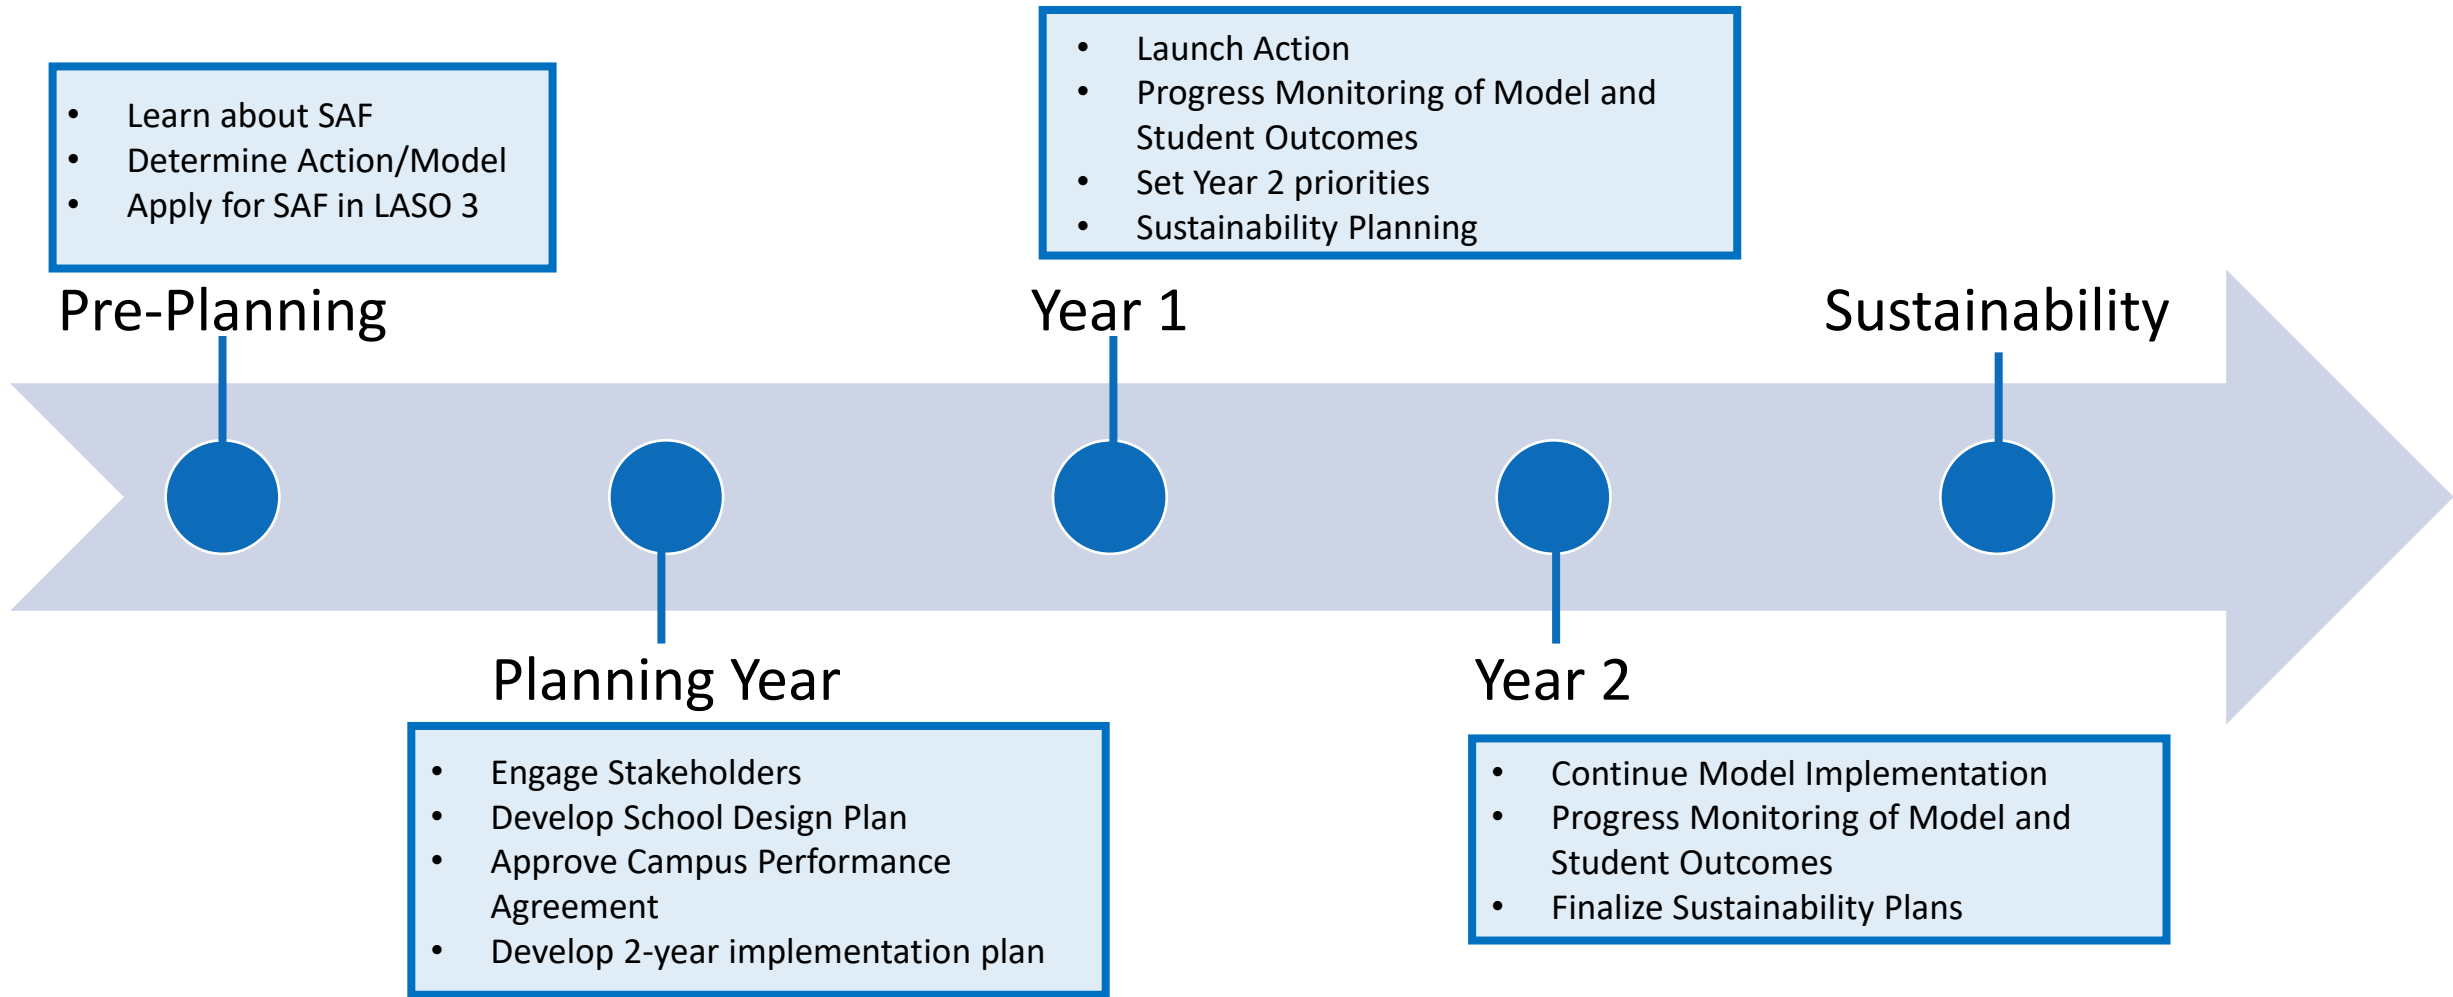 • Learn about SAF
• Determine Action/Model
• Apply for SAF in LASO 3
Pre-Planning
• Launch Action
• Progress Monitoring of Model and
Student Outcomes
• Set Year 2 priorities
• Sustainability Planning
Year 1
Sustainability
Planning Year
• Engage Stakeholders
• Develop School Design Plan
• Approve Campus Performance
Agreement
• Develop 2-year implementation plan
Year 2
• Continue Model Implementation
• Progress Monitoring of Model and
Student Outcomes
• Finalize Sustainability Plans